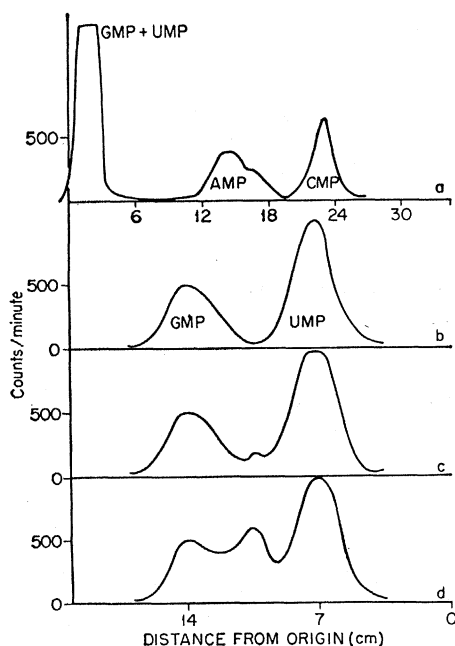 GMP + UMP
500
AMP
CMP
a
6 12 18 24 30
500
GMP
UMP
b
0
500
c
0
500
d
0
14 7 0
Counts/minute
DISTANCE FROM ORIGIN (cm)